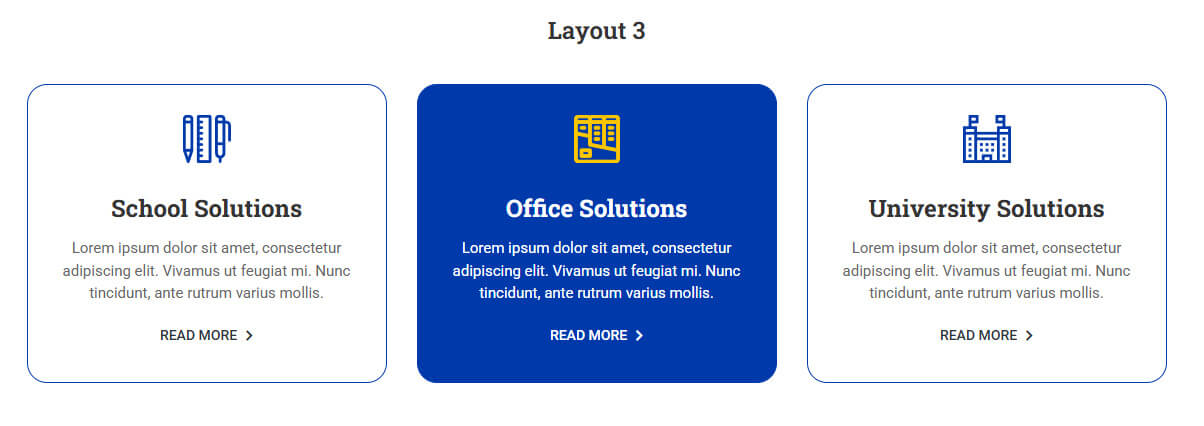 Layout 3
School Solutions
Lorem ipsum dolor sit amet, consectetur
adipiscing elit. Vivamus ut feugiat mi. Nunc
tincidunt, ante rutrum varius mollis.
READ MORE
Office Solutions
Lorem ipsum dolor sit amet, consectetur
adipiscing elit. Vivamus ut feugiat mi. Nunc
tincidunt, ante rutrum varius mollis.
READ MORE
University Solutions
Lorem ipsum dolor sit amet, consectetur
adipiscing elit. Vivamus ut feugiat mi. Nunc
tincidunt, ante rutrum varius mollis.
READ MORE